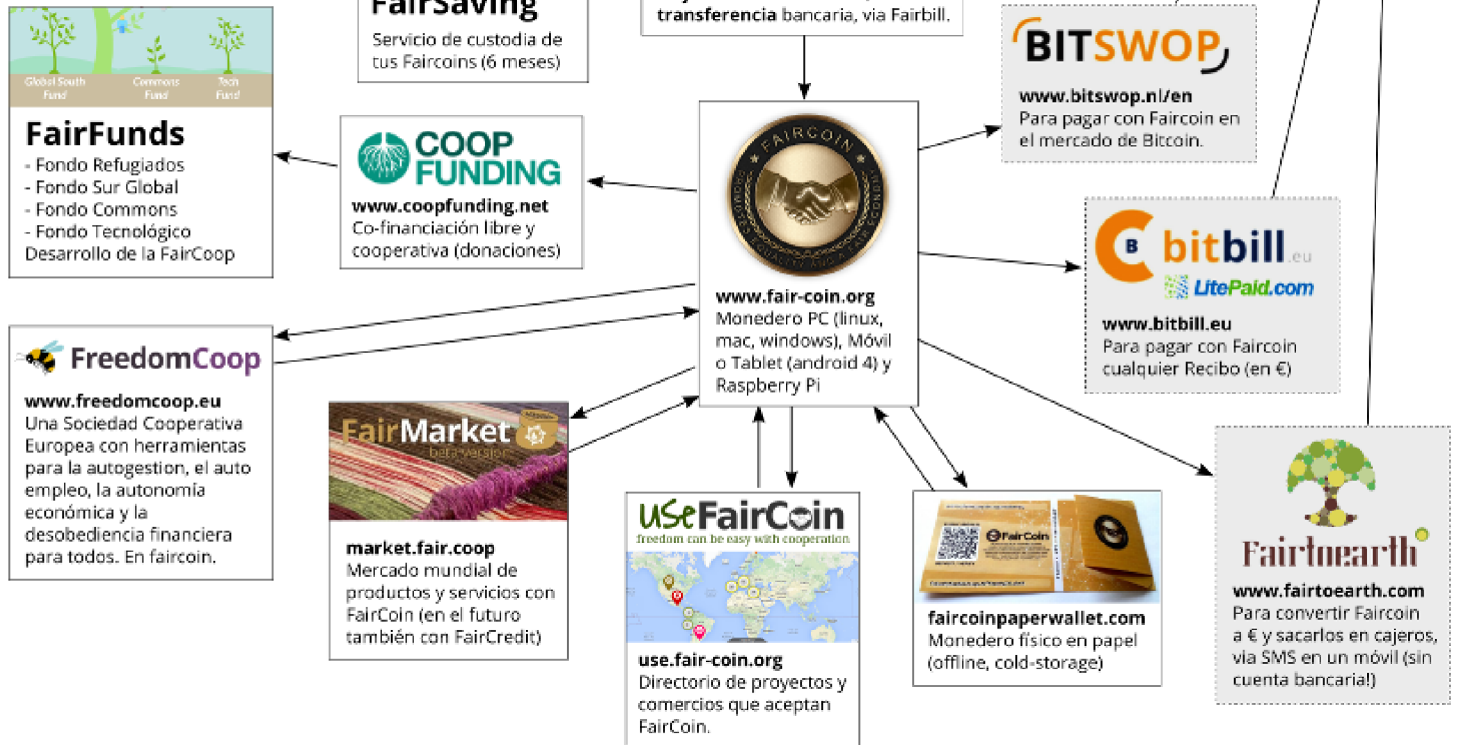 FairSaving
Servicio de custodia de
tus Faircoins (6 meses)
transferencia bancaria, via Fairbill.
Global South
Fund
Commons
Fund
Tech
Fund
FairFunds
- Fondo Refugiados
- Fondo Sur Global
- Fondo Commons
- Fondo Tecnológico
Desarrollo de la FairCoop
COOP
FUNDING
www.coopfunding.net
Co-financiación libre y
cooperativa (donaciones)
FAIRCOIN
www.fair-coin.org
Monedero PC (linux,
mac, windows), Móvil
o Tablet (android 4) y
Raspberry Pi
BITSWOP
www.bitswop.nl/en
Para pagar con Faircoin en
el mercado de Bitcoin.
B
bitbill.eu
LitePaid.com
www.bitbill.eu
Para pagar con Faircoin
cualquier Recibo (en €)
FreedomCoop
www.freedomcoop.eu
Una Sociedad Cooperativa
Europea con herramientas
para la autogestion, el auto
empleo, la autonomía
económica y la
desobediencia financiera
para todos. En faircoin.
FairMarket
beta version
market.fair.coop
Mercado mundial de
productos y servicios con
FairCoin (en el futuro
también con FairCredit)
useFairCoin
freedom can be easy with cooperation
use.fair-coin.org
Directorio de proyectos y
comercios que aceptan
FairCoin.
FairCoin
faircoinpaperwallet.com
Monedero físico en papel
(offline, cold-storage)
Fairtoearth
www.fairtoearth.com
Para convertir Faircoin
a € y sacarlos en cajeros,
via SMS en un móvil (sin
cuenta bancaria!)